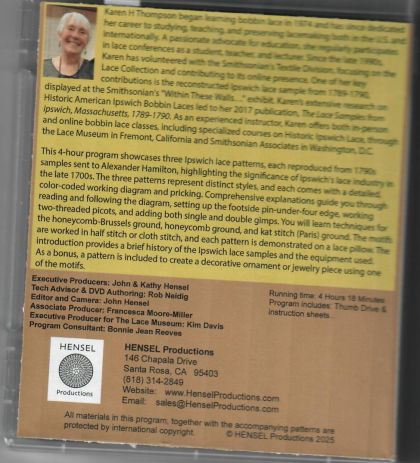 Karen H Thompson began learning bobbin lace in 1974 and has since dedicated
her career to studying, teaching, and preserving lacemaking in the U.S. and
internationally. A passionate advocate for education, she actively participates
in lace conferences as a student, teacher, and lecturer. Since the late 1990s,
Karen has volunteered with the Smithsonian's Textile Division, focusing on the
Lace Collection and contributing to its online presence. One of her key
contributions is the reconstructed Ipswich lace sample from 1789-1790,
displayed at the Smithsonian's "Within These Walls...." exhibit. Karen's extensive research on
Historic American Ipswich Bobbin Laces led to her 2017 publication, The Lace Samples from
Ipswich, Massachusetts, 1789-1790. As an experienced instructor, Karen offers both in-person
and online bobbin lace classes, including specialized courses on Historic Ipswich Lace, through
the Lace Museum in Fremont, California and Smithsonian Associates in Washington, D.C.
This 4-hour program showcases three Ipswich lace patterns, each reproduced from 1790s
samples sent to Alexander Hamilton, highlighting the significance of Ipswich's lace industry in
the late 1700s. The three patterns represent distinct styles, and each comes with a detailed,
color-coded working diagram and pricking. Comprehensive explanations guide you through
reading and following the diagram, setting up the footside pin-under-four edge, working
two-threaded picots, and adding both single and double gimps. You will learn techniques for
the honeycomb-Brussels ground, honeycomb ground, and kat stitch (Paris) ground. The motifs
are worked in half stitch or cloth stitch, and each pattern is demonstrated on a lace pillow. The
introduction provides a brief history of the Ipswich lace samples and the equipment used.
As a bonus, a pattern is included to create a decorative ornament or jewelry piece using one
of the motifs.
Executive Producers: John & Kathy Hensel
Tech Advisor & DVD Authoring: Rob Neidig
Editor and Camera: John Hensel
Associate Producer: Francesca Moore-Miller
Executive Producer for The Lace Museum: Kim Davis
Program Consultant: Bonnie Jean Reeves
Running time: 4 Hours 18 Minutes
Program includes: Thumb Drive &
instruction sheets
HENSEL
Productions
HENSEL Productions
146 Chapala Drive
Santa Rosa, CA 95403
(818) 314-2849
Website: www.HenselProductions.com
Email: sales@HenselProductions.com
All materials in this program, together with the accompanying patterns are
protected by international copyright. © HENSEL Productions 2025